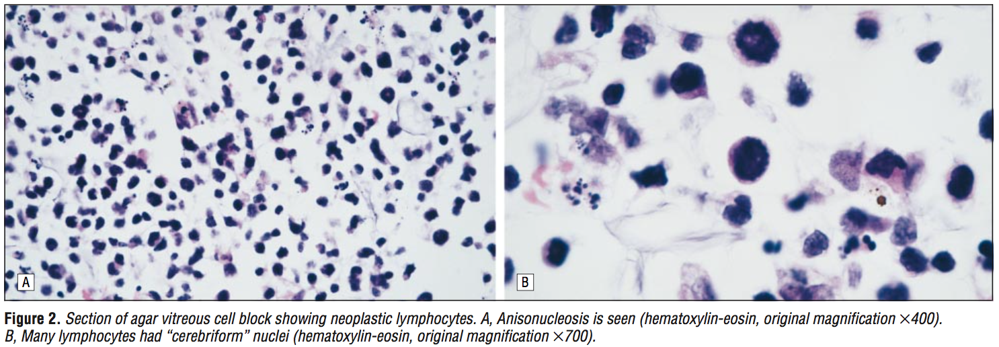 A
B
Figure 2. Section of agar vitreous cell block showing neoplastic lymphocytes. A, Anisonucleosis is seen (hematoxylin-eosin, original magnification ×400).
B, Many lymphocytes had “cerebriform” nuclei (hematoxylin-eosin, original magnification ×700).